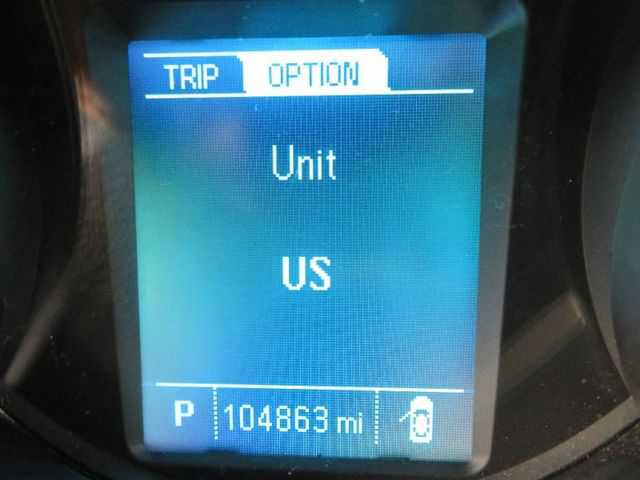 TRIP OPTION
Unit
US
P 104863 mi